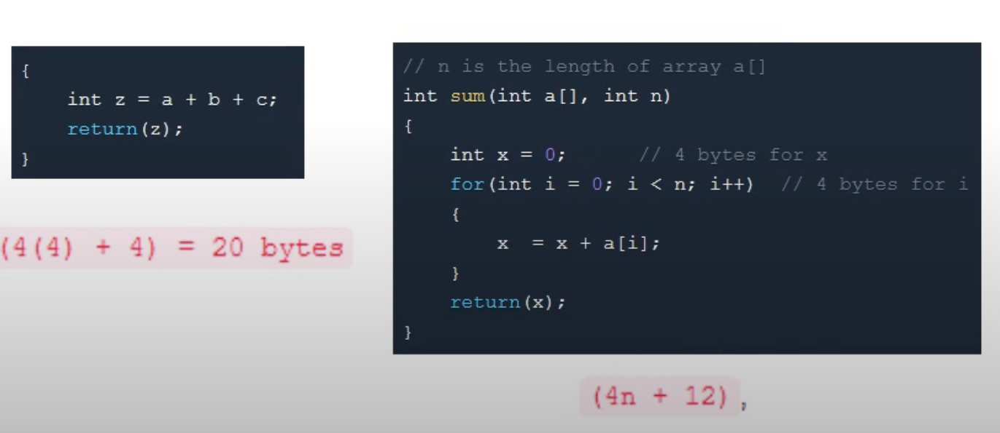 {
int z = a + b + c;
return(z);
}
(4(4) + 4) = 20 bytes
// n is the length of array a[]
int sum(int a[], int n)
{
int x = 0; // 4 bytes for x
for(int i = 0; i < n; i++) // 4 bytes for i
{
x = x + a[i];
}
return(x);
}
(4n + 12),